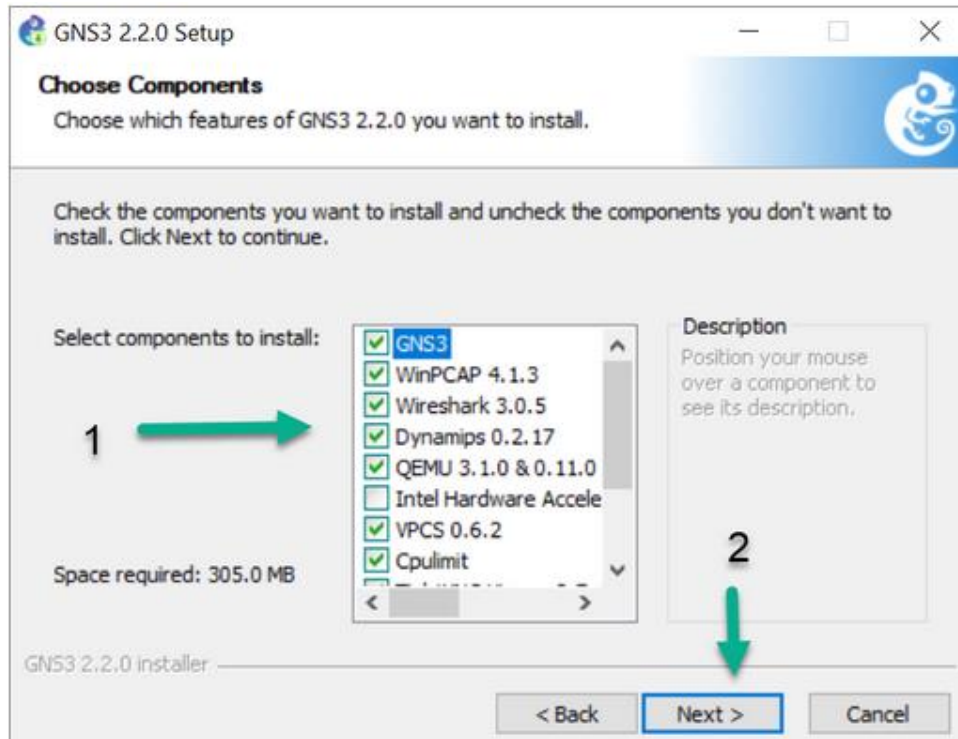 GNS3 2.2.0 Setup
Choose Components
Choose which features of GNS3 2.2.0 you want to install.
Check the components you want to install and uncheck the components you don't want to
install. Click Next to continue.
Select components to install:
GNS3
WinPCAP 4.1.3
Wireshark 3.0.5
Dynamips 0.2.17
QEMU 3.1.0 & 0.11.0
Intel Hardware Accele
VPCS 0.6.2
Cpulimit
Description
Position your mouse
over a component to
see its description.
1
2
Space required: 305.0 MB
GNS3 2.2.0 installer
< Back
Next >
Cancel